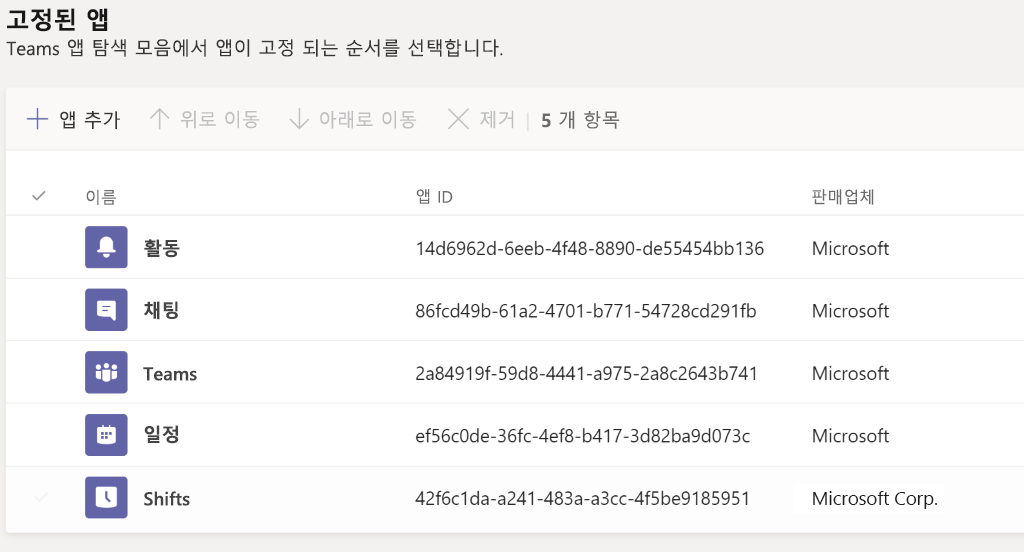 고정된 앱
Teams 앱 탐색 모음에서 앱이 고정 되는 순서를 선택합니다.
앱 추가 위로 이동 아래로 이동 제거 | 5 개 항목
이름 앱 ID 판매업체
활동 14d6962d-6eeb-4f48-8890-de55454bb136 Microsoft
채팅 86fcd49b-61a2-4701-b771-54728cd291fb Microsoft
Teams 2a84919f-59d8-4441-a975-2a8c2643b741 Microsoft
일정 ef56c0de-36fc-4ef8-b417-3d82ba9d073c Microsoft
Shifts 42f6c1da-a241-483a-a3cc-4f5be9185951 Microsoft Corp.